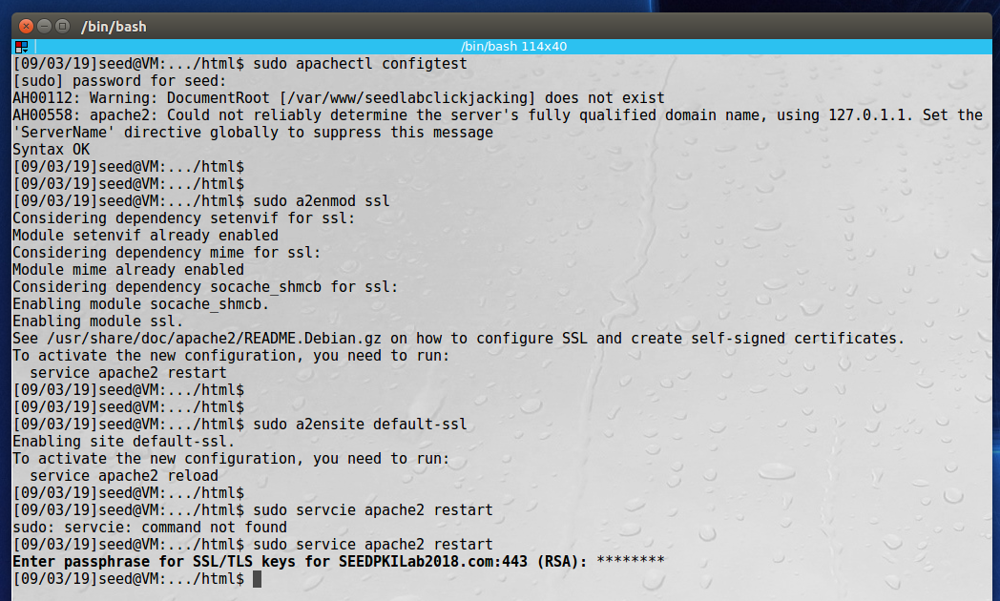 /bin/bash
/bin/bash 114x40
[09/03/19]seed@VM:.../html$ sudo apachectl configtest
[sudo] password for seed:
AH00112: Warning: DocumentRoot [/var/www/seedlabclickjacking] does not exist
AH00558: apache2: Could not reliably determine the server's fully qualified domain name, using 127.0.1.1. Set the
'ServerName' directive globally to suppress this message
Syntax OK
[09/03/19]seed@VM:.../html$
[09/03/19]seed@VM:.../html$
[09/03/19]seed@VM:.../html$ sudo a2enmod ssl
Considering dependency setenvif for ssl:
Module setenvif already enabled
Considering dependency mime for ssl:
Module mime already enabled
Considering dependency socache_shmcb for ssl:
Enabling module socache_shmcb.
Enabling module ssl.
See /usr/share/doc/apache2/README.Debian.gz on how to configure SSL and create self-signed certificates.
To activate the new configuration, you need to run:
  service apache2 restart
[09/03/19]seed@VM:.../html$
[09/03/19]seed@VM:.../html$
[09/03/19]seed@VM:.../html$ sudo a2ensite default-ssl
Enabling site default-ssl.
To activate the new configuration, you need to run:
  service apache2 reload
[09/03/19]seed@VM:.../html$
[09/03/19]seed@VM:.../html$ sudo servcie apache2 restart
sudo: servcie: command not found
[09/03/19]seed@VM:.../html$ sudo service apache2 restart
Enter passphrase for SSL/TLS keys for SEEDPKILab2018.com:443 (RSA): ********
[09/03/19]seed@VM:.../html$